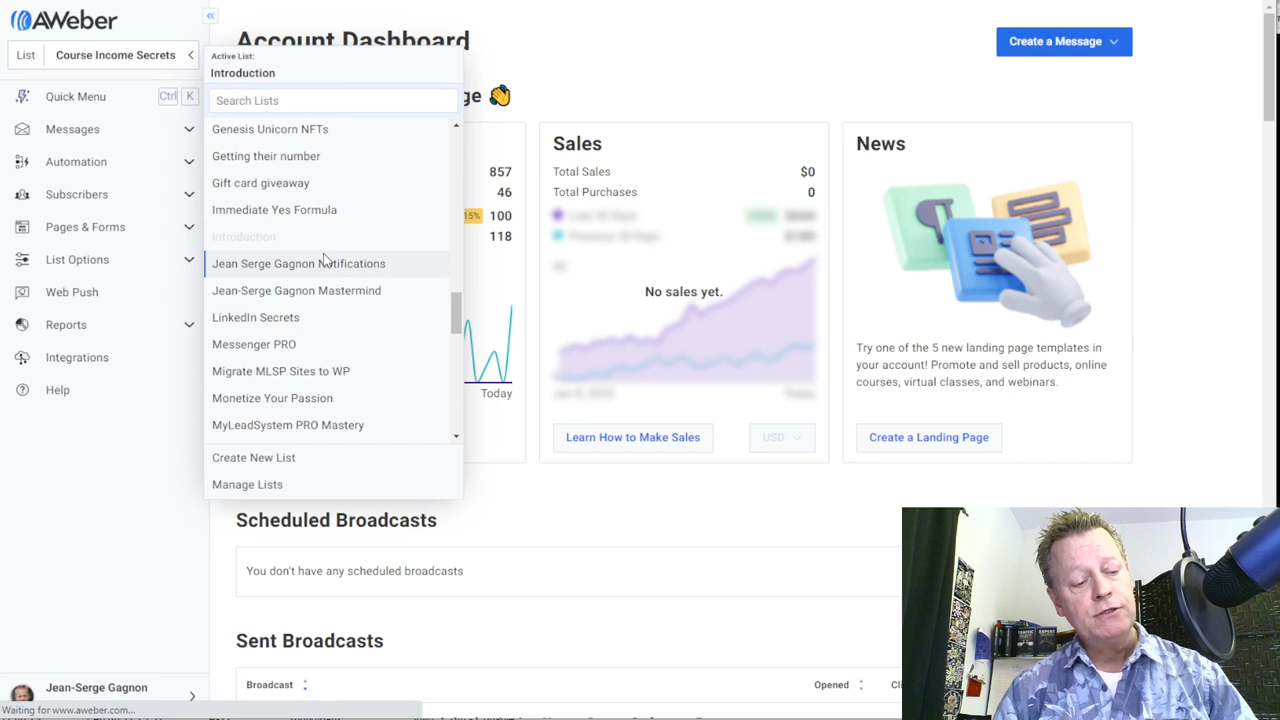 AWeber
«
List
Course Income Secrets
Quick Menu
Ctrl
K
Messages
Automation
Subscribers
Pages & Forms
List Options
Web Push
Reports
Integrations
Help
Jean-Serge Gagnon
Waiting for www.aweber.com...
Active List:
Introduction
Search Lists
Genesis Unicorn NFTs
Getting their number
Gift card giveaway
Immediate Yes Formula
Introduction
Jean Serge Gagnon Notifications
Jean-Serge Gagnon Mastermind
LinkedIn Secrets
Messenger PRO
Migrate MLSP Sites to WP
Monetize Your Passion
MyLeadSystem PRO Mastery
Create New List
Manage Lists
Account Dashboard
Create a Message
ge 👋
857
46
15% 100
118
Today
Sales
Total Sales $0
Total Purchases 0
No sales yet.
Learn How to Make Sales
USD
News
Try one of the 5 new landing page templates in
your account! Promote and sell products, online
courses, virtual classes, and webinars.
Create a Landing Page
Scheduled Broadcasts
You don't have any scheduled broadcasts
Sent Broadcasts
Broadcast
Opened
TRAFFIC
EXPERT